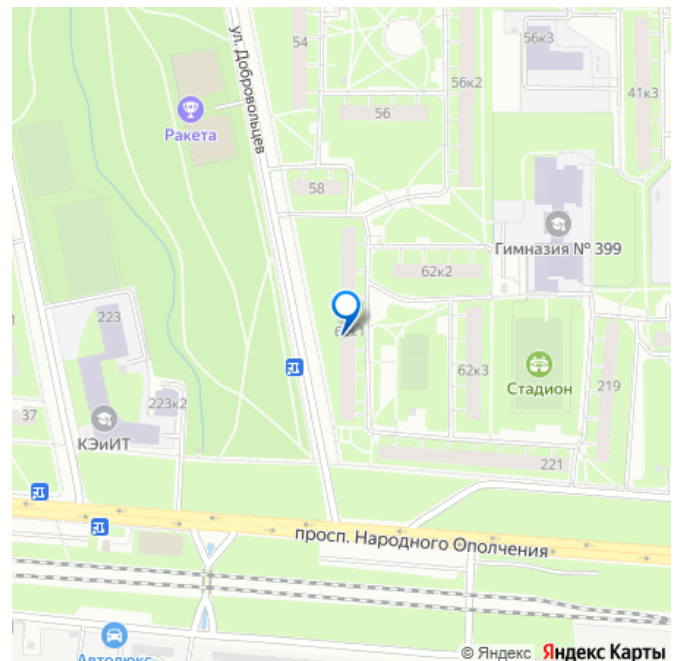 54
56к3
ул. Добровольцев
56к2
41к3
56
Ракета
58
Гимназия № 399
62к2
223
62к3
Стадион
219
223к2
37
КЭиИТ
221
просп. Народного Ополчения
Автолюкс
© Яндекс Яндекс Карты